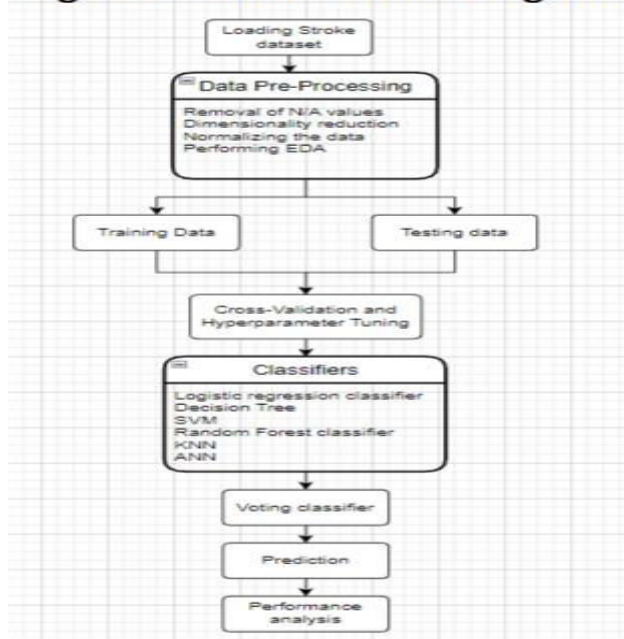 Loading Stroke
dataset
Data Pre-Processing
Removal of N/A values
Dimensionality reduction
Normalizing the data
Performing EDA
Training Data
Testing data
Cross-Validation and
Hyperparameter Tuning
Classifiers
Logistic regression classifier
Decision Tree
SVM
Random Forest classifier
KNN
ANN
Voting classifier
Prediction
Performance
analysis